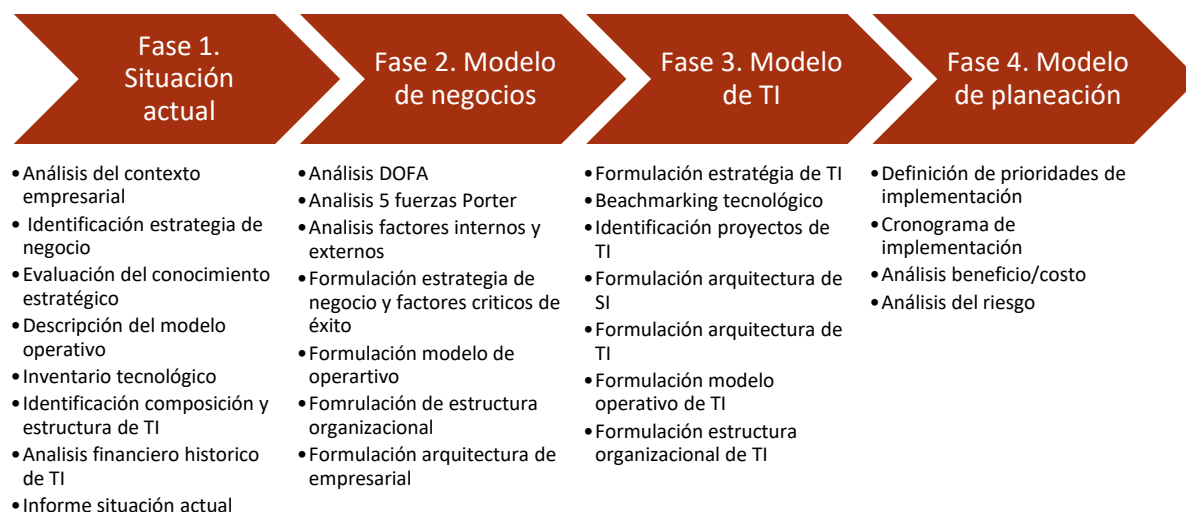 Fase 1.
Situación
actual
•Análisis del contexto
empresarial
• Identificación estrategia de
negocio
•Evaluación del conocimiento
estratégico
•Descripción del modelo
operativo
•Inventario tecnológico
•Identificación composición y
estructura de TI
•Analisis financiero historico
de TI
•Informe situación actual
Fase 2. Modelo
de negocios
•Análisis DOFA
•Analisis 5 fuerzas Porter
•Analisis factores internos y
externos
•Formulación estrategia de
negocio y factores criticos de
éxito
•Formulación modelo de
operartivo
•Fomrulación de estructura
organizacional
•Formulación arquitectura de
empresarial
Fase 3. Modelo
de TI
•Formulación estratégia de TI
•Beachmarking tecnológico
•Identificación proyectos de
TI
•Formulación arquitectura de
SI
•Formulación arquitectura de
TI
•Formulación modelo
operativo de TI
•Formulación estructura
organizacional de TI
Fase 4. Modelo
de planeación
•Definición de prioridades de
implementación
•Cronograma de
implementación
•Análisis beneficio/costo
•Análisis del riesgo